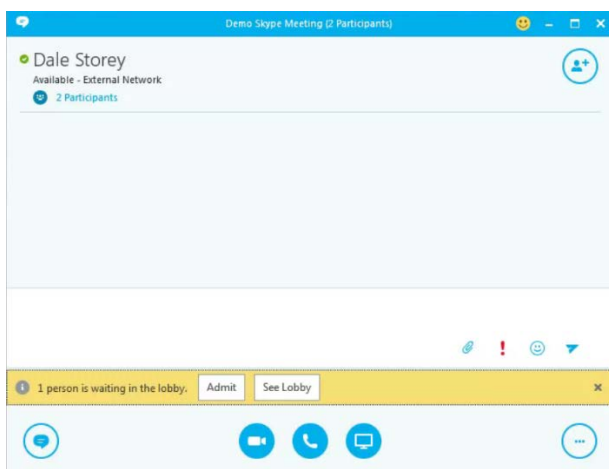 Demo Skype Meeting (2 Participants)
Dale Storey
Available - External Network
2 Participants
1 person is waiting in the lobby. Admit See Lobby